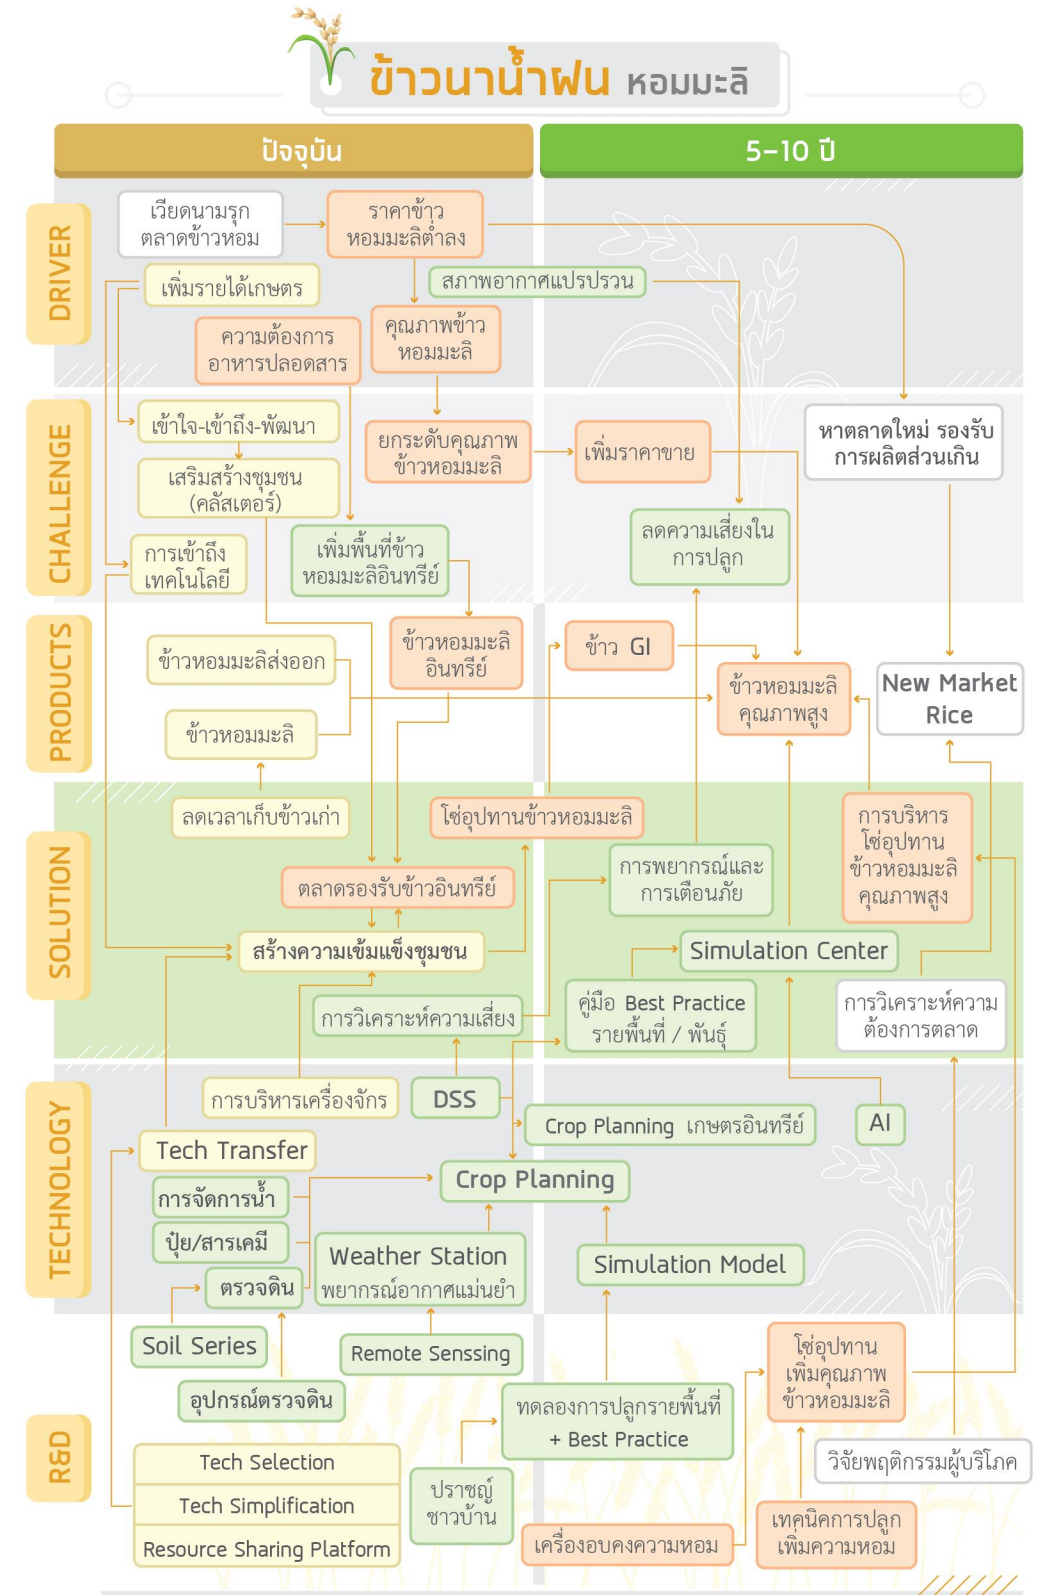 ข้าวนาน้ำฝน หอมมะลิ
ปัจจุบัน
5-10 ปี
DRIVER
เวียดนามรุก
ตลาดข้าวหอม
ราคาข้าว
หอมมะลิต่ำลง
เพิ่มรายได้เกษตร
สภาพอากาศแปรปรวน
ความต้องการ
อาหารปลอดสาร
คุณภาพข้าว
หอมมะลิ
CHALLENGE
เข้าใจ-เข้าถึง-พัฒนา
ยกระดับคุณภาพ
ข้าวหอมมะลิ
เพิ่มราคาขาย
หาตลาดใหม่ รองรับ
การผลิตส่วนเกิน
เสริมสร้างชุมชน
(คลัสเตอร์)
การเข้าถึง
เทคโนโลยี
เพิ่มพื้นที่ข้าว
หอมมะลิอินทรีย์
ลดความเสี่ยงใน
การปลูก
PRODUCTS
ข้าวหอมมะลิส่งออก
ข้าวหอมมะลิ
อินทรีย์
ข้าว GI
ข้าวหอมมะลิ
คุณภาพสูง
New Market
Rice
ข้าวหอมมะลิ
SOLUTION
ลดเวลาเก็บข้าวเก่า
โซ่อุปทานข้าวหอมมะลิ
การบริหาร
โซ่อุปทาน
ข้าวหอมมะลิ
คุณภาพสูง
ตลาดรองรับข้าวอินทรีย์
การพยากรณ์และ
การเตือนภัย
สร้างความเข้มแข็งชุมชน
Simulation Center
การวิเคราะห์ความเสี่ยง
คู่มือ Best Practice
รายพื้นที่ / พันธุ์
การวิเคราะห์ความ
ต้องการตลาด
TECHNOLOGY
การบริหารเครื่องจักร
DSS
Crop Planning เกษตรอินทรีย์
AI
Tech Transfer
Crop Planning
การจัดการน้ำ
ปุ๋ย/สารเคมี
ตรวจดิน
Weather Station
พยากรณ์อากาศแม่นยำ
Simulation Model
R&D
Soil Series
Remote Senssing
โซ่อุปทาน
เพิ่มคุณภาพ
ข้าวหอมมะลิ
อุปกรณ์ตรวจดิน
ทดลองการปลูกรายพื้นที่
+ Best Practice
Tech Selection
Tech Simplification
Resource Sharing Platform
ปราชญ์
ชาวบ้าน
วิจัยพฤติกรรมผู้บริโภค
เครื่องอบคงความหอม
เทคนิคการปลูก
เพิ่มความหอม